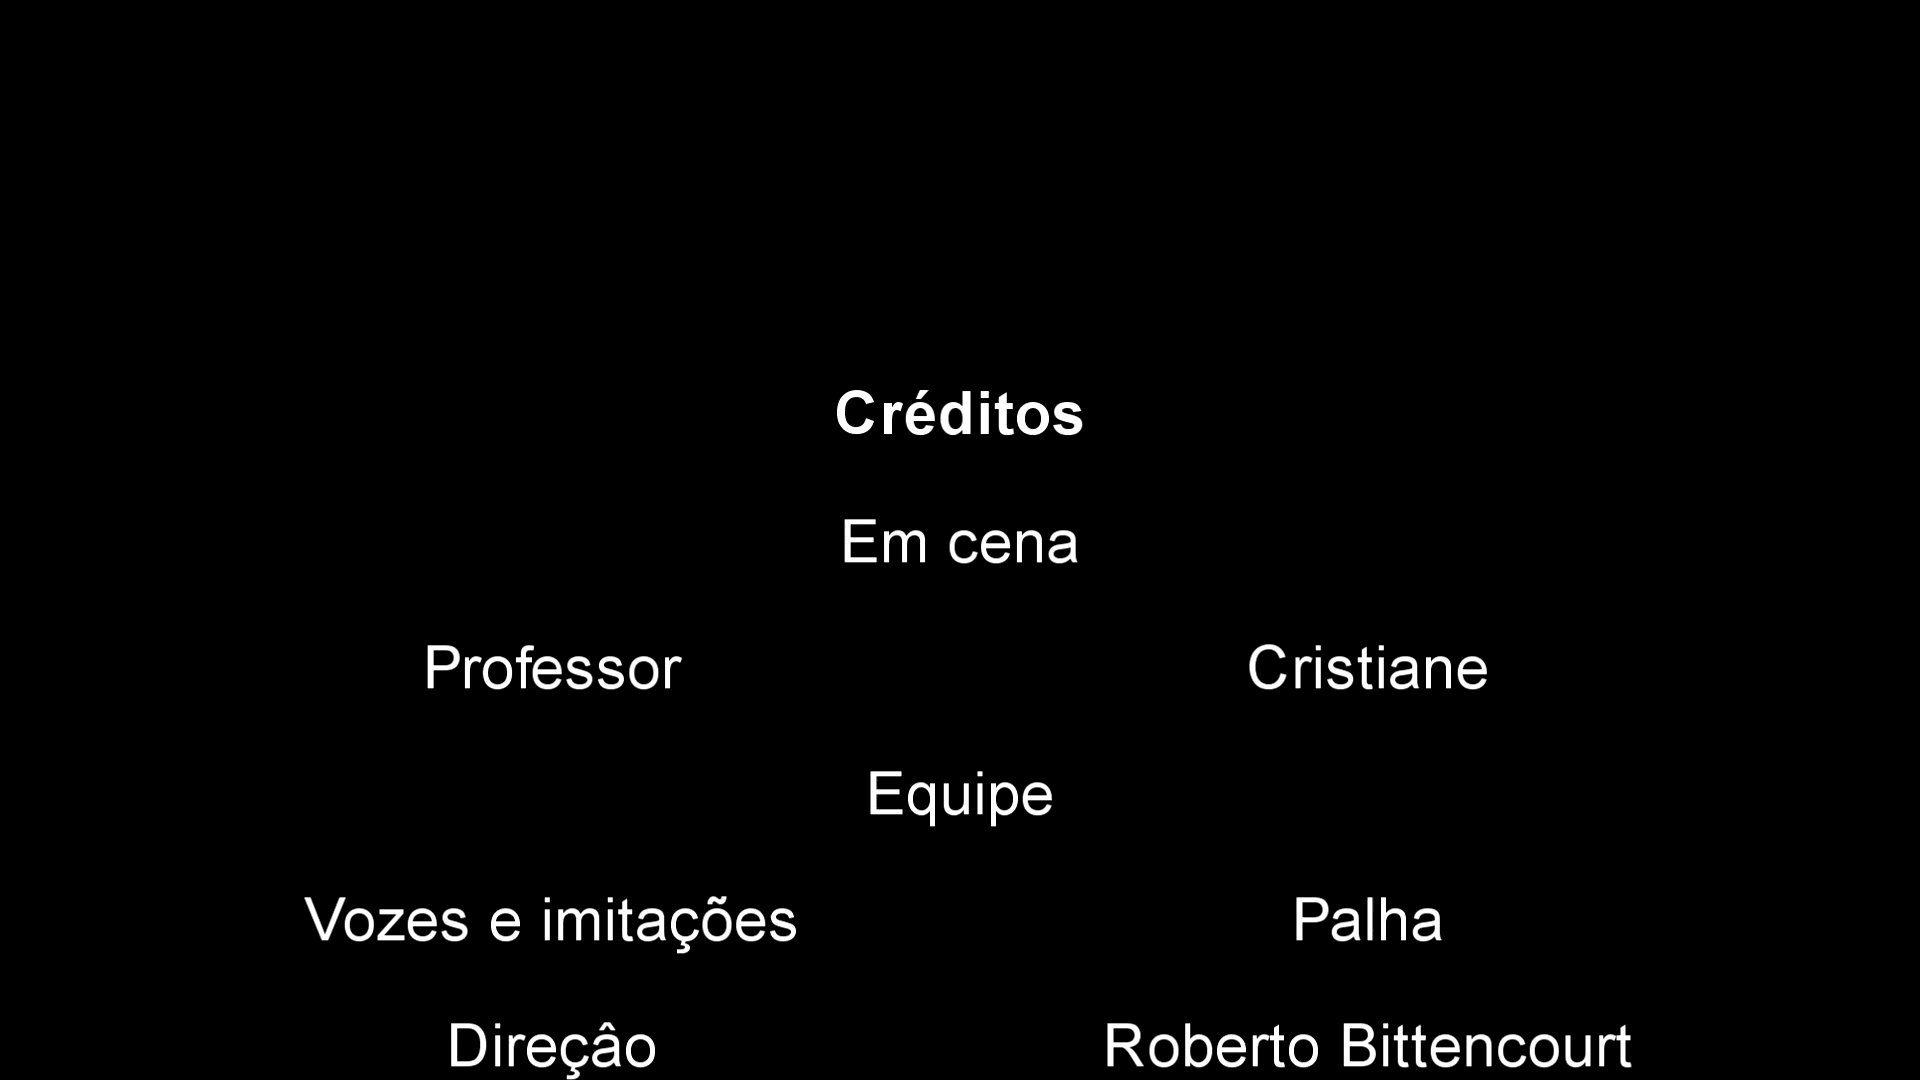 Créditos
Em cena
Professor Cristiane
Equipe
Vozes e imitações Palha
Direçâo Roberto Bittencourt